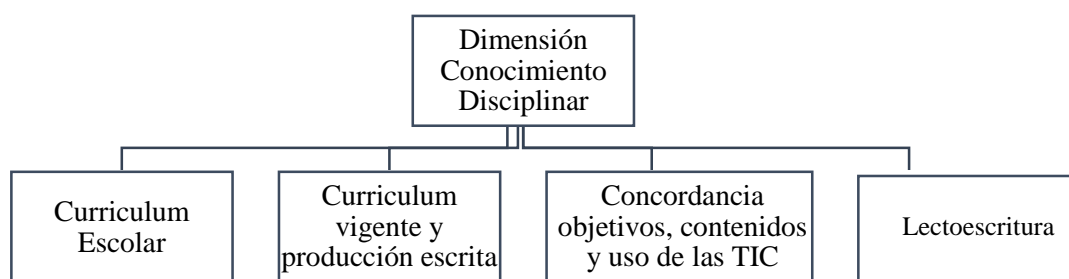 Dimensión
Conocimiento
Disciplinar
Curriculum
Escolar
Curriculum
vigente y
producción escrita
Concordancia
objetivos, contenidos
y uso de las TIC
Lectoescritura